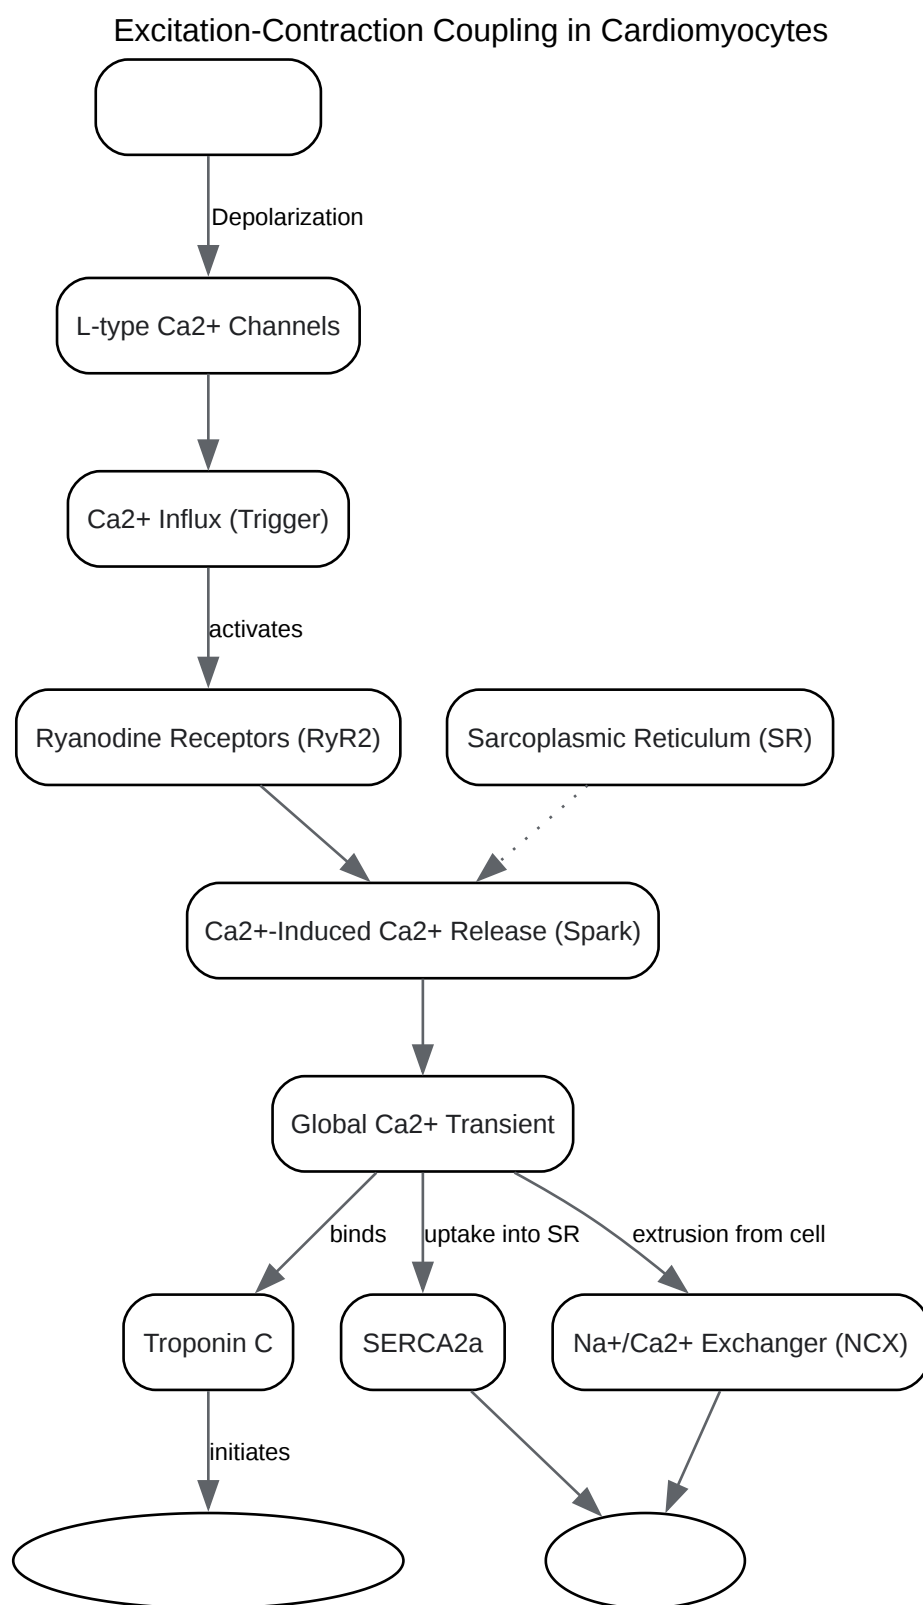 Excitation-Contraction Coupling in Cardiomyocytes
Depolarization
L-type Ca2+ Channels
Ca2+ Influx (Trigger)
activates
Ryanodine Receptors (RyR2)
Sarcoplasmic Reticulum (SR)
Ca2+-Induced Ca2+ Release (Spark)
Global Ca2+ Transient
binds
uptake into SR
extrusion from cell
Troponin C
SERCA2a
Na+/Ca2+ Exchanger (NCX)
initiates